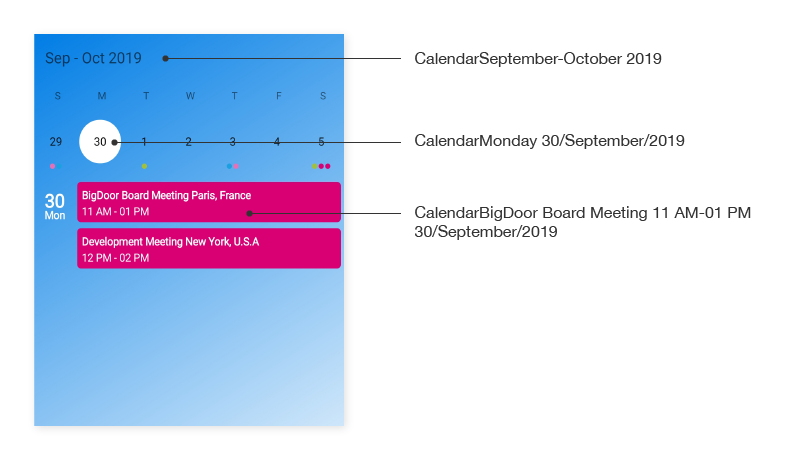 Sep - Oct 2019
CalendarSeptember-October 2019
S M T W T F S
29 30 1 2 3 4 5
CalendarMonday 30/September/2019
30
Mon
BigDoor Board Meeting Paris, France
11 AM - 01 PM
CalendarBigDoor Board Meeting 11 AM-01 PM
30/September/2019
Development Meeting New York, U.S.A
12 PM - 02 PM